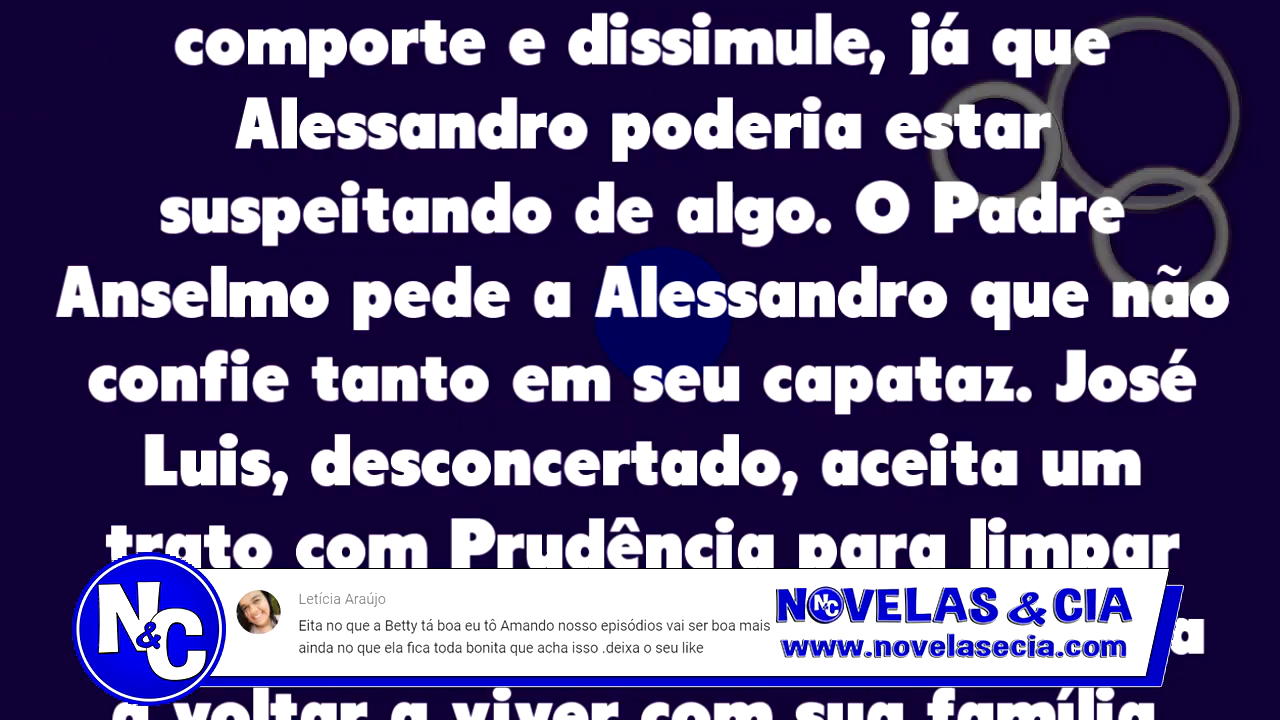 comporte e dissimule, já que
Alessandro poderia estar
suspeitando de algo. O Padre
Anselmo pede a Alessandro que não
confie tanto em seu capataz. José
Luis, desconcertado, aceita um
trato com Prudência para limpar
N&C
Letícia Araújo
Eita no que a Betty tá boa eu tô Amando nosso episódios vai ser boa mais
ainda no que ela fica toda bonita que acha isso .deixa o seu like
NOVELAS & CIA
www.novelasecia.com
a voltar a viver com sua família